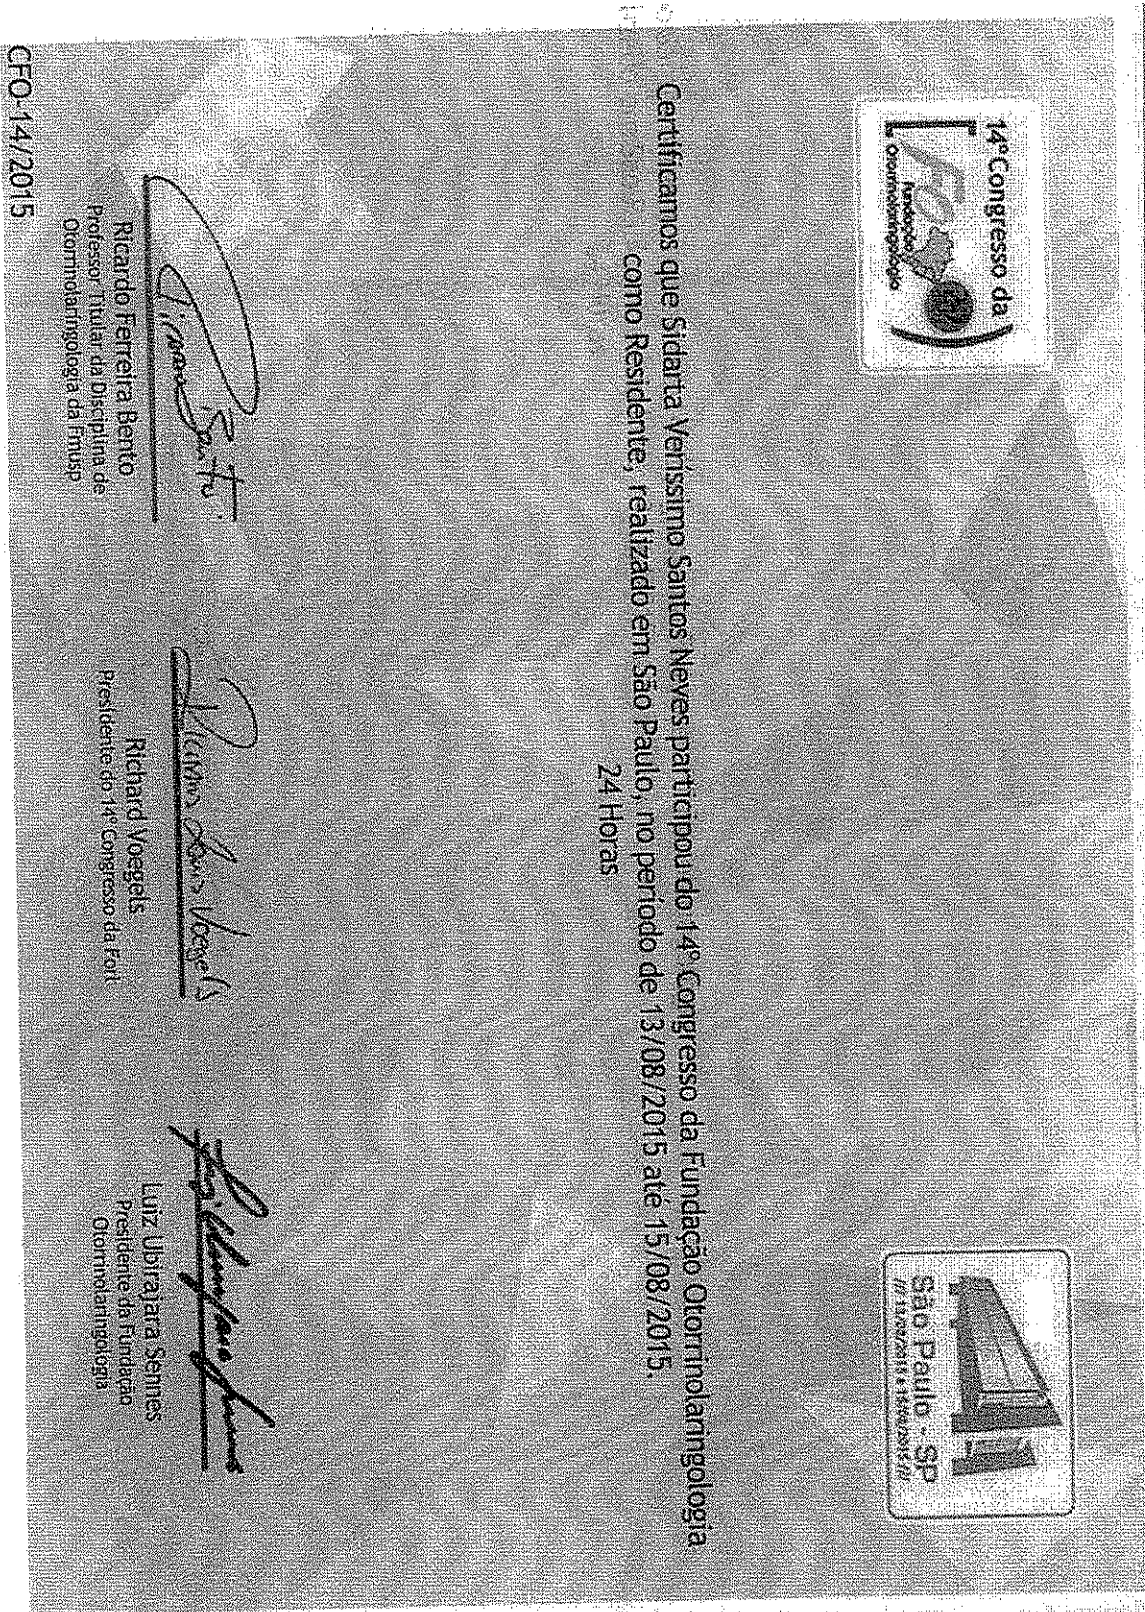 14º Congresso da
Forl
Fundação
Otorrinolaringologia
São Paulo - SP
Certificamos que Sidarta Veríssimo Santos Neves participou do 14º Congresso da Fundação Otorrinolaringologia
como Residente, realizado em São Paulo, no período de 13/08/2015 até 15/08/2015.
24 Horas
Ricardo Ferreira Bento
Professor Titular da Disciplina de
Otorrinolaringologia da Fmusp
Richard Voegels
Presidente do 14º Congresso da Forl
Luiz Ubirajara Sennes
Presidente da Fundação
Otorrinolaringologia
CFO-14//2015